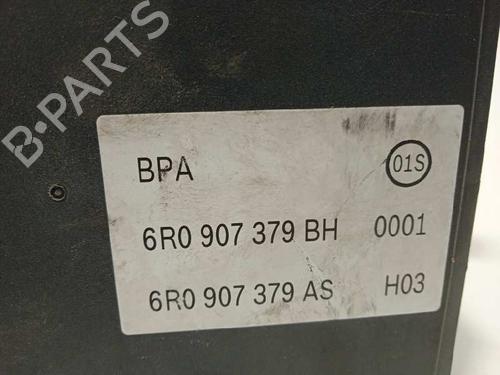 B-PARTS
BPA 01S
6R0 907 379 BH 0001
6R0 907 379 AS H03